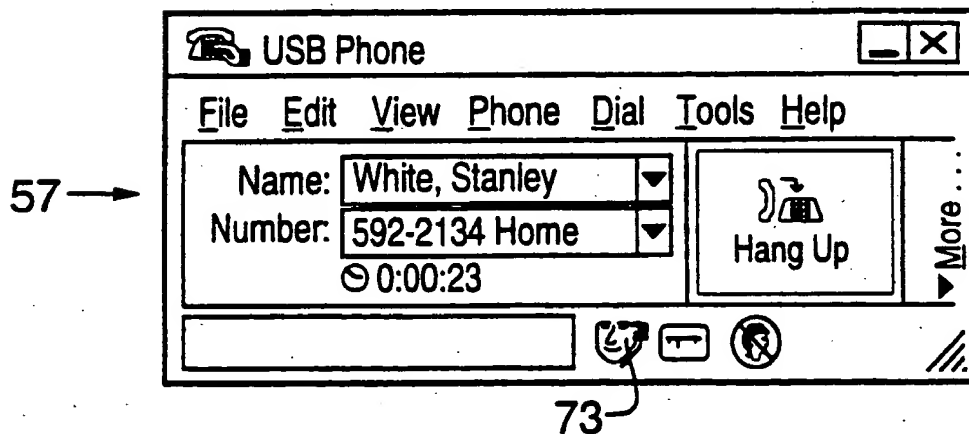 USB Phone
File Edit View Phone Dial Tools Help
57
Name: White, Stanley
Number: 592-2134 Home
0:00:23
Hang Up
More...
73